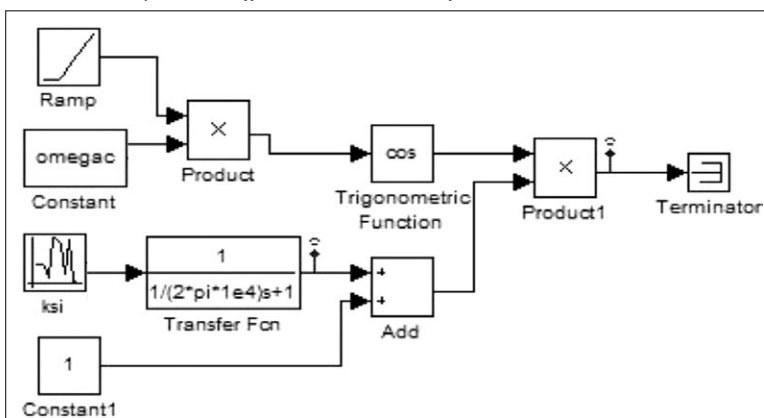 Ramp
omegac
Constant
×
Product
cos
Trigonometric
Function
×
Product1
Terminator
ksi
1
1/(2*pi*1e4)s+1
Transfer Fcn
+
+
Add
1
Constant1